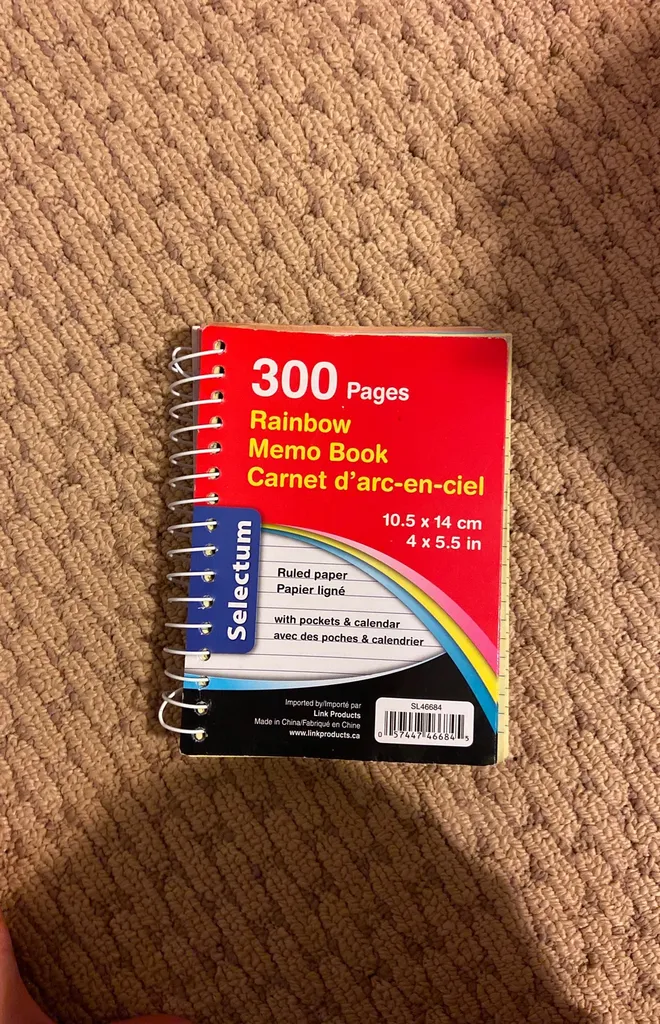 300 Pages
Rainbow
Memo Book
Carnet d'arc-en-ciel
10.5 x 14 cm
4 x 5.5 in
Selectum
Ruled paper
Papier ligné
with pockets & calendar
avec des poches & calendrier
Imported by/Importé par
Link Products
Made in China/Fabriqué en Chine
www.linkproducts.ca
SL46684
0 57447 46684 5